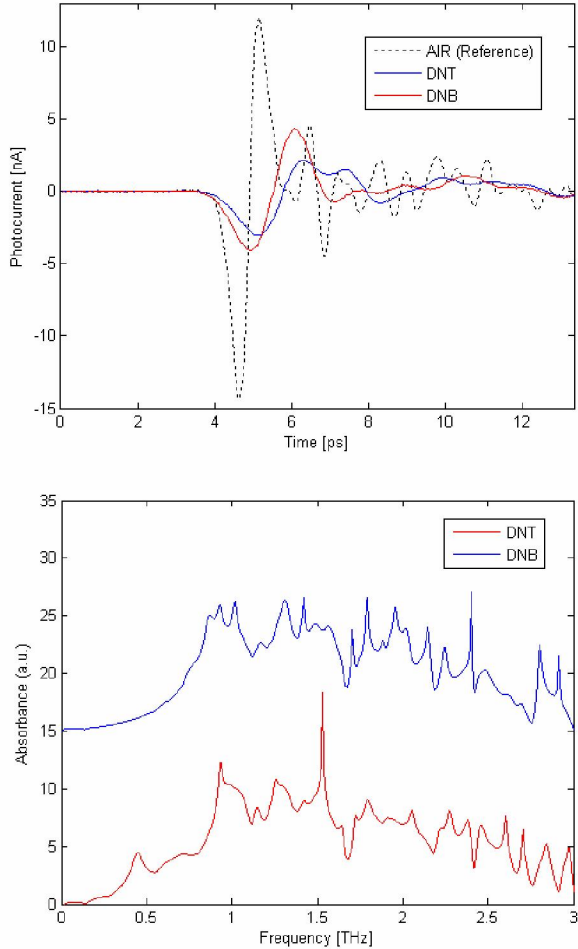 10
5
0
-5
-10
-15
Photocurrent [nA]
AIR (Reference)
DNT
DNB
0 2 4 6 8 10 12
Time [ps]
35
30
25
20
15
10
5
0
Absorbance (a.u.)
DNT
DNB
0 0.5 1 1.5 2 2.5 3
Frequency [THz]